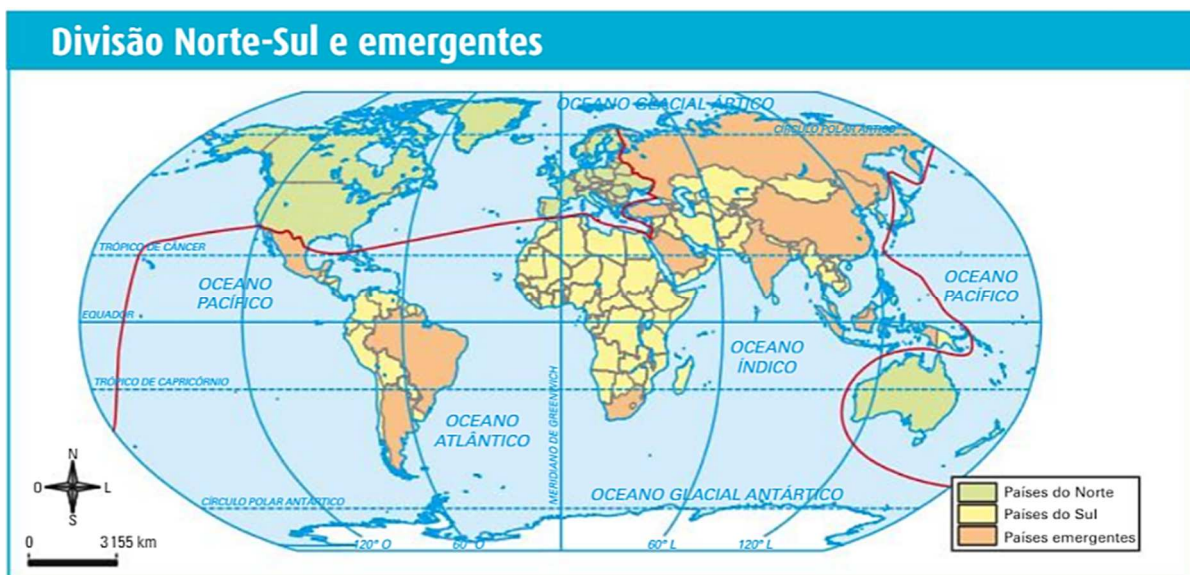 Divisão Norte-Sul e emergentes
OCEANO GLACIAL ÁRTICO
CÍRCULO POLAR ÁRTICO
TRÓPICO DE CÂNCER
OCEANO
PACÍFICO
OCEANO
PACÍFICO
EQUADOR
OCEANO
ÍNDICO
TRÓPICO DE CAPRICÓRNIO
OCEANO
ATLÂNTICO
MERIDIANO DE GREENWICH
CÍRCULO POLAR ANTÁRTICO
OCEANO GLACIAL ANTÁRTICO
N
O
L
S
0
3 155 km
120° O
60° O
60° L
120° L
Países do Norte
Países do Sul
Países emergentes